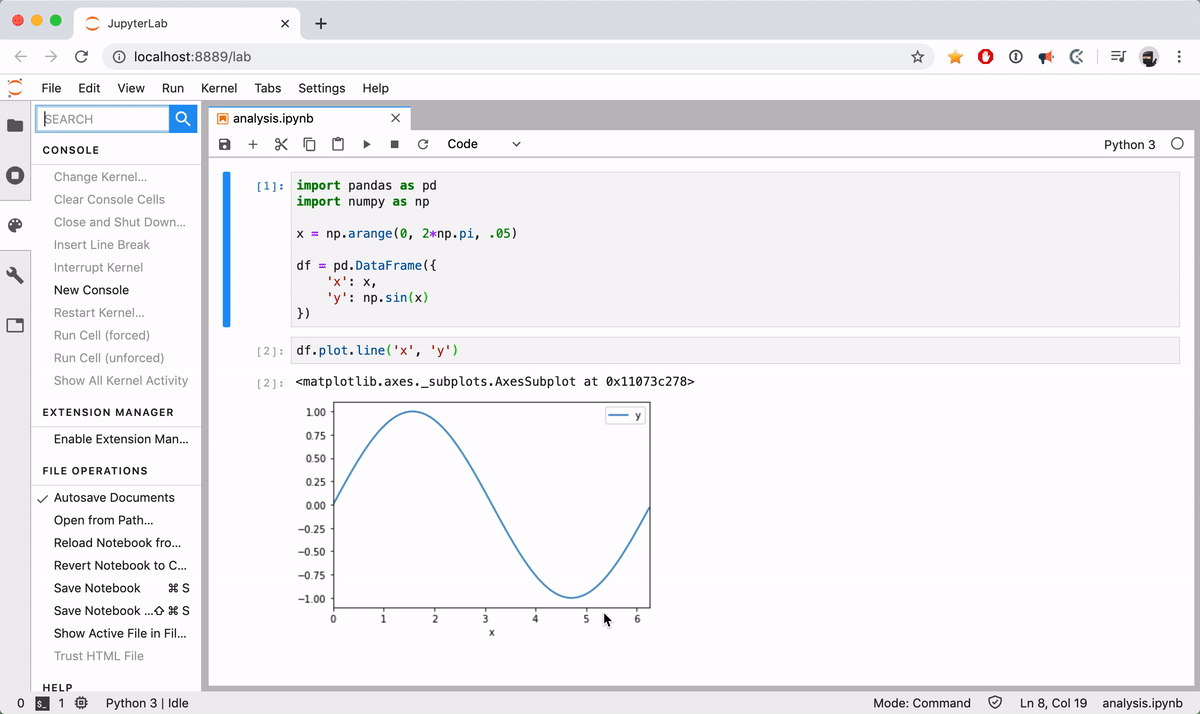 JupyterLab
localhost:8889/lab
File Edit View Run Kernel Tabs Settings Help
SEARCH
CONSOLE
Change Kernel...
Clear Console Cells
Close and Shut Down...
Insert Line Break
Interrupt Kernel
New Console
Restart Kernel...
Run Cell (forced)
Run Cell (unforced)
Show All Kernel Activity
EXTENSION MANAGER
Enable Extension Man...
FILE OPERATIONS
Autosave Documents
Open from Path...
Reload Notebook fro...
Revert Notebook to C...
Save Notebook ⌘ S
Save Notebook ...⇧ ⌘ S
Show Active File in Fil...
Trust HTML File
HELP
analysis.ipynb
Code
Python 3
[1]: import pandas as pd
import numpy as np
x = np.arange(0, 2*np.pi, .05)
df = pd.DataFrame({
'x': x,
'y': np.sin(x)
})
[2]: df.plot.line('x', 'y')
[2]: <matplotlib.axes._subplots.AxesSubplot at 0x11073c278>
y
1.00
0.75
0.50
0.25
0.00
−0.25
−0.50
−0.75
−1.00
0 1 2 3 4 5 6
x
0 $_ 1 Python 3 | Idle Mode: Command Ln 8, Col 19 analysis.ipynb